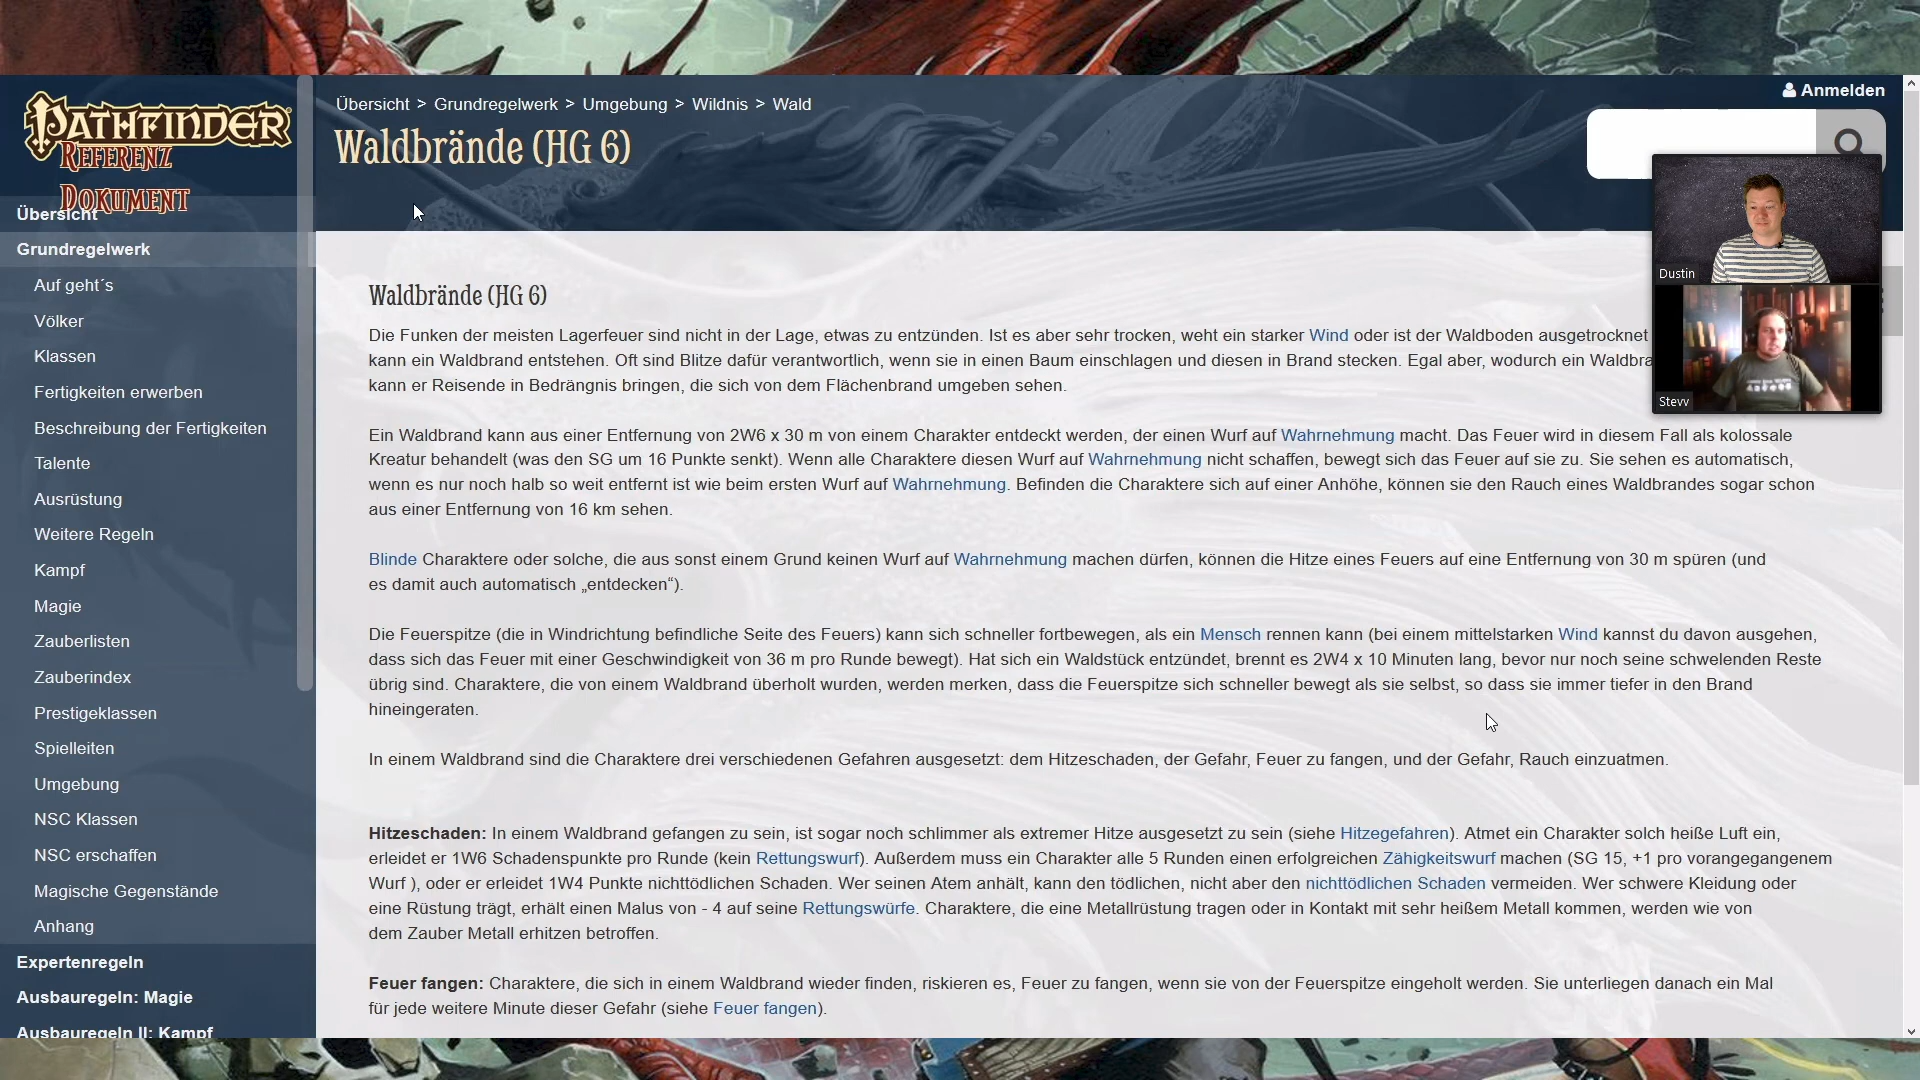 PATHFINDER
REFERENZ
DOKUMENT
Übersicht
Grundregelwerk
Auf geht´s
Völker
Klassen
Fertigkeiten erwerben
Beschreibung der Fertigkeiten
Talente
Ausrüstung
Weitere Regeln
Kampf
Magie
Zauberlisten
Zauberindex
Prestigeklassen
Spielleiten
Umgebung
NSC Klassen
NSC erschaffen
Magische Gegenstände
Anhang
Expertenregeln
Ausbauregeln: Magie
Ausbauregeln II: Kampf
Übersicht > Grundregelwerk > Umgebung > Wildnis > Wald
Anmelden
Waldbrände (HG 6)
Dustin
Stevv
Waldbrände (HG 6)
Die Funken der meisten Lagerfeuer sind nicht in der Lage, etwas zu entzünden. Ist es aber sehr trocken, weht ein starker Wind oder ist der Waldboden ausgetrocknet
kann ein Waldbrand entstehen. Oft sind Blitze dafür verantwortlich, wenn sie in einen Baum einschlagen und diesen in Brand stecken. Egal aber, wodurch ein Waldbra
kann er Reisende in Bedrängnis bringen, die sich von dem Flächenbrand umgeben sehen.
Ein Waldbrand kann aus einer Entfernung von 2W6 x 30 m von einem Charakter entdeckt werden, der einen Wurf auf Wahrnehmung macht. Das Feuer wird in diesem Fall als kolossale
Kreatur behandelt (was den SG um 16 Punkte senkt). Wenn alle Charaktere diesen Wurf auf Wahrnehmung nicht schaffen, bewegt sich das Feuer auf sie zu. Sie sehen es automatisch,
wenn es nur noch halb so weit entfernt ist wie beim ersten Wurf auf Wahrnehmung. Befinden die Charaktere sich auf einer Anhöhe, können sie den Rauch eines Waldbrandes sogar schon
aus einer Entfernung von 16 km sehen.
Blinde Charaktere oder solche, die aus sonst einem Grund keinen Wurf auf Wahrnehmung machen dürfen, können die Hitze eines Feuers auf eine Entfernung von 30 m spüren (und
es damit auch automatisch „entdecken“).
Die Feuerspitze (die in Windrichtung befindliche Seite des Feuers) kann sich schneller fortbewegen, als ein Mensch rennen kann (bei einem mittelstarken Wind kannst du davon ausgehen,
dass sich das Feuer mit einer Geschwindigkeit von 36 m pro Runde bewegt). Hat sich ein Waldstück entzündet, brennt es 2W4 x 10 Minuten lang, bevor nur noch seine schwelenden Reste
übrig sind. Charaktere, die von einem Waldbrand überholt wurden, werden merken, dass die Feuerspitze sich schneller bewegt als sie selbst, so dass sie immer tiefer in den Brand
hineingeraten.
In einem Waldbrand sind die Charaktere drei verschiedenen Gefahren ausgesetzt: dem Hitzeschaden, der Gefahr, Feuer zu fangen, und der Gefahr, Rauch einzuatmen.
Hitzeschaden: In einem Waldbrand gefangen zu sein, ist sogar noch schlimmer als extremer Hitze ausgesetzt zu sein (siehe Hitzegefahren). Atmet ein Charakter solch heiße Luft ein,
erleidet er 1W6 Schadenspunkte pro Runde (kein Rettungswurf). Außerdem muss ein Charakter alle 5 Runden einen erfolgreichen Zähigkeitswurf machen (SG 15, +1 pro vorangegangenem
Wurf ), oder er erleidet 1W4 Punkte nichttödlichen Schaden. Wer seinen Atem anhält, kann den tödlichen, nicht aber den nichttödlichen Schaden vermeiden. Wer schwere Kleidung oder
eine Rüstung trägt, erhält einen Malus von - 4 auf seine Rettungswürfe. Charaktere, die eine Metallrüstung tragen oder in Kontakt mit sehr heißem Metall kommen, werden wie von
dem Zauber Metall erhitzen betroffen.
Feuer fangen: Charaktere, die sich in einem Waldbrand wieder finden, riskieren es, Feuer zu fangen, wenn sie von der Feuerspitze eingeholt werden. Sie unterliegen danach ein Mal
für jede weitere Minute dieser Gefahr (siehe Feuer fangen).